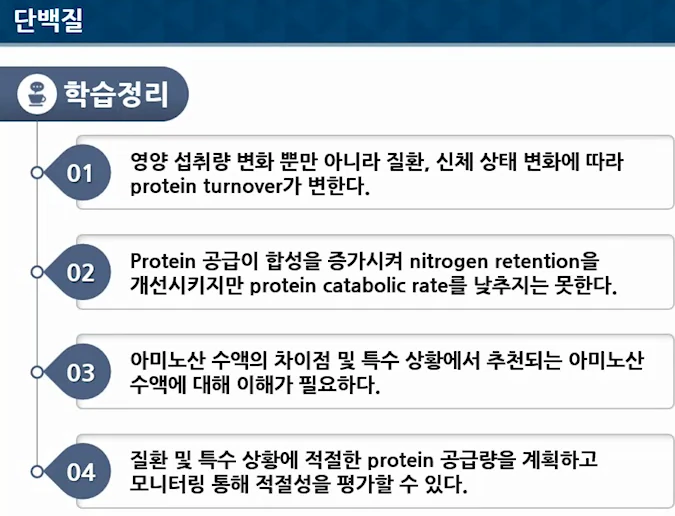 단백질
학습정리
01
영양 섭취량 변화 뿐만 아니라 질환, 신체 상태 변화에 따라
protein turnover가 변한다.
02
Protein 공급이 합성을 증가시켜 nitrogen retention을
개선시키지만 protein catabolic rate를 낮추지는 못한다.
03
아미노산 수액의 차이점 및 특수 상황에서 추천되는 아미노산
수액에 대해 이해가 필요하다.
04
질환 및 특수 상황에 적절한 protein 공급량을 계획하고
모니터링 통해 적절성을 평가할 수 있다.